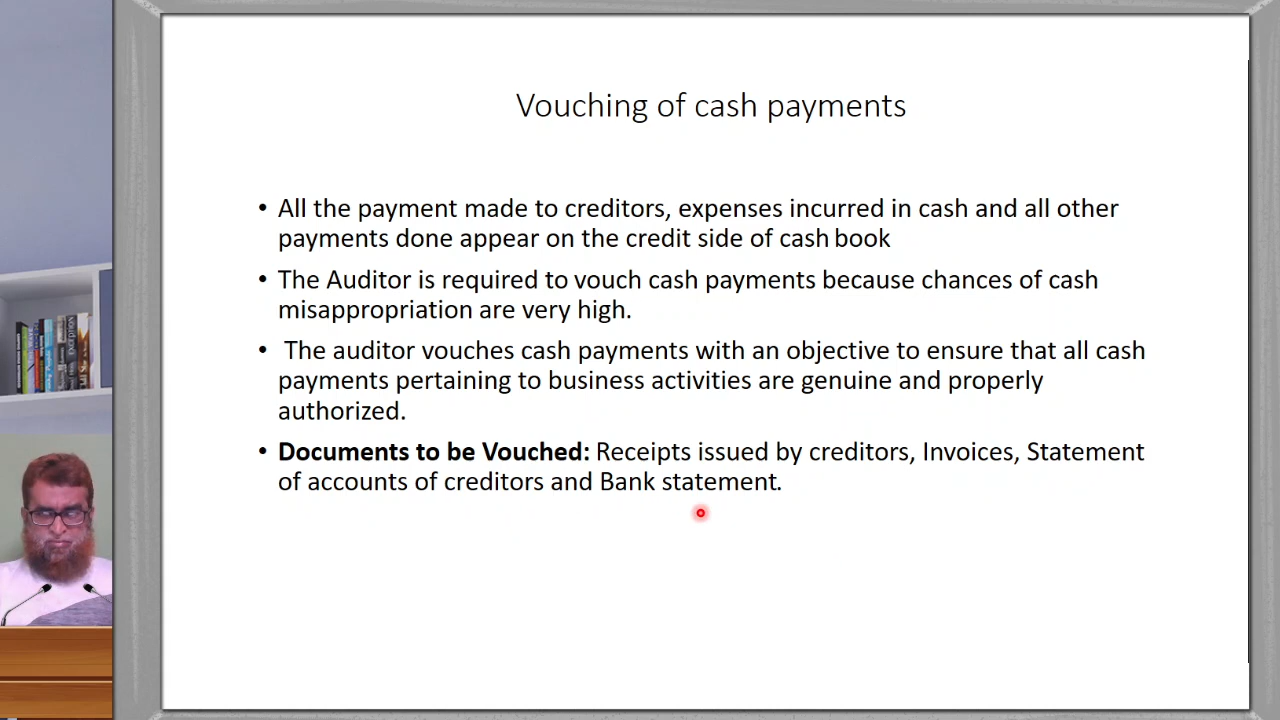 Vouching of cash payments
• All the payment made to creditors, expenses incurred in cash and all other
payments done appear on the credit side of cash book
• The Auditor is required to vouch cash payments because chances of cash
misappropriation are very high.
• The auditor vouches cash payments with an objective to ensure that all cash
payments pertaining to business activities are genuine and properly
authorized.
• Documents to be Vouched: Receipts issued by creditors, Invoices, Statement
of accounts of creditors and Bank statement.